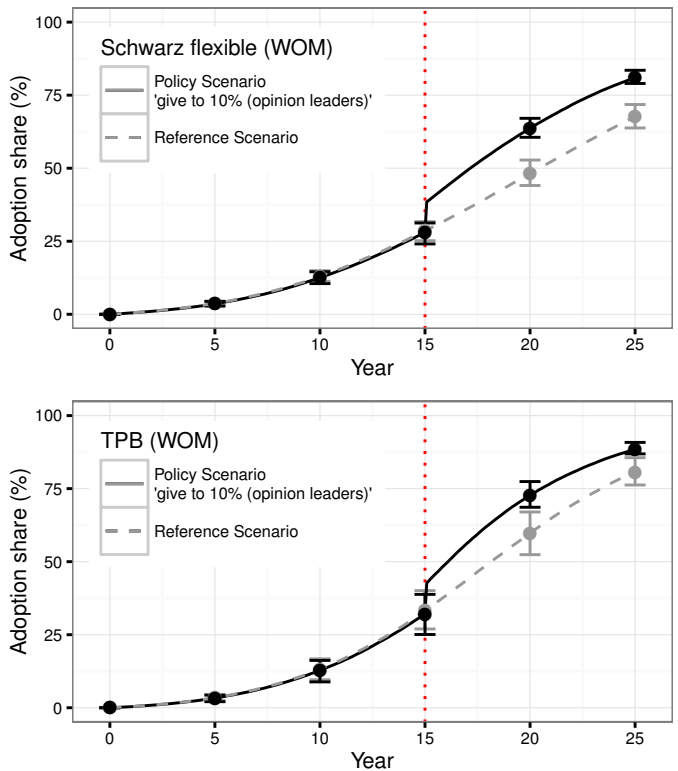 Adoption share (%)
100
75
50
25
0
Schwarz flexible (WOM)
Policy Scenario
'give to 10% (opinion leaders)'
Reference Scenario
0 5 10 15 20 25
Year
Adoption share (%)
100
75
50
25
0
TPB (WOM)
Policy Scenario
'give to 10% (opinion leaders)'
Reference Scenario
0 5 10 15 20 25
Year